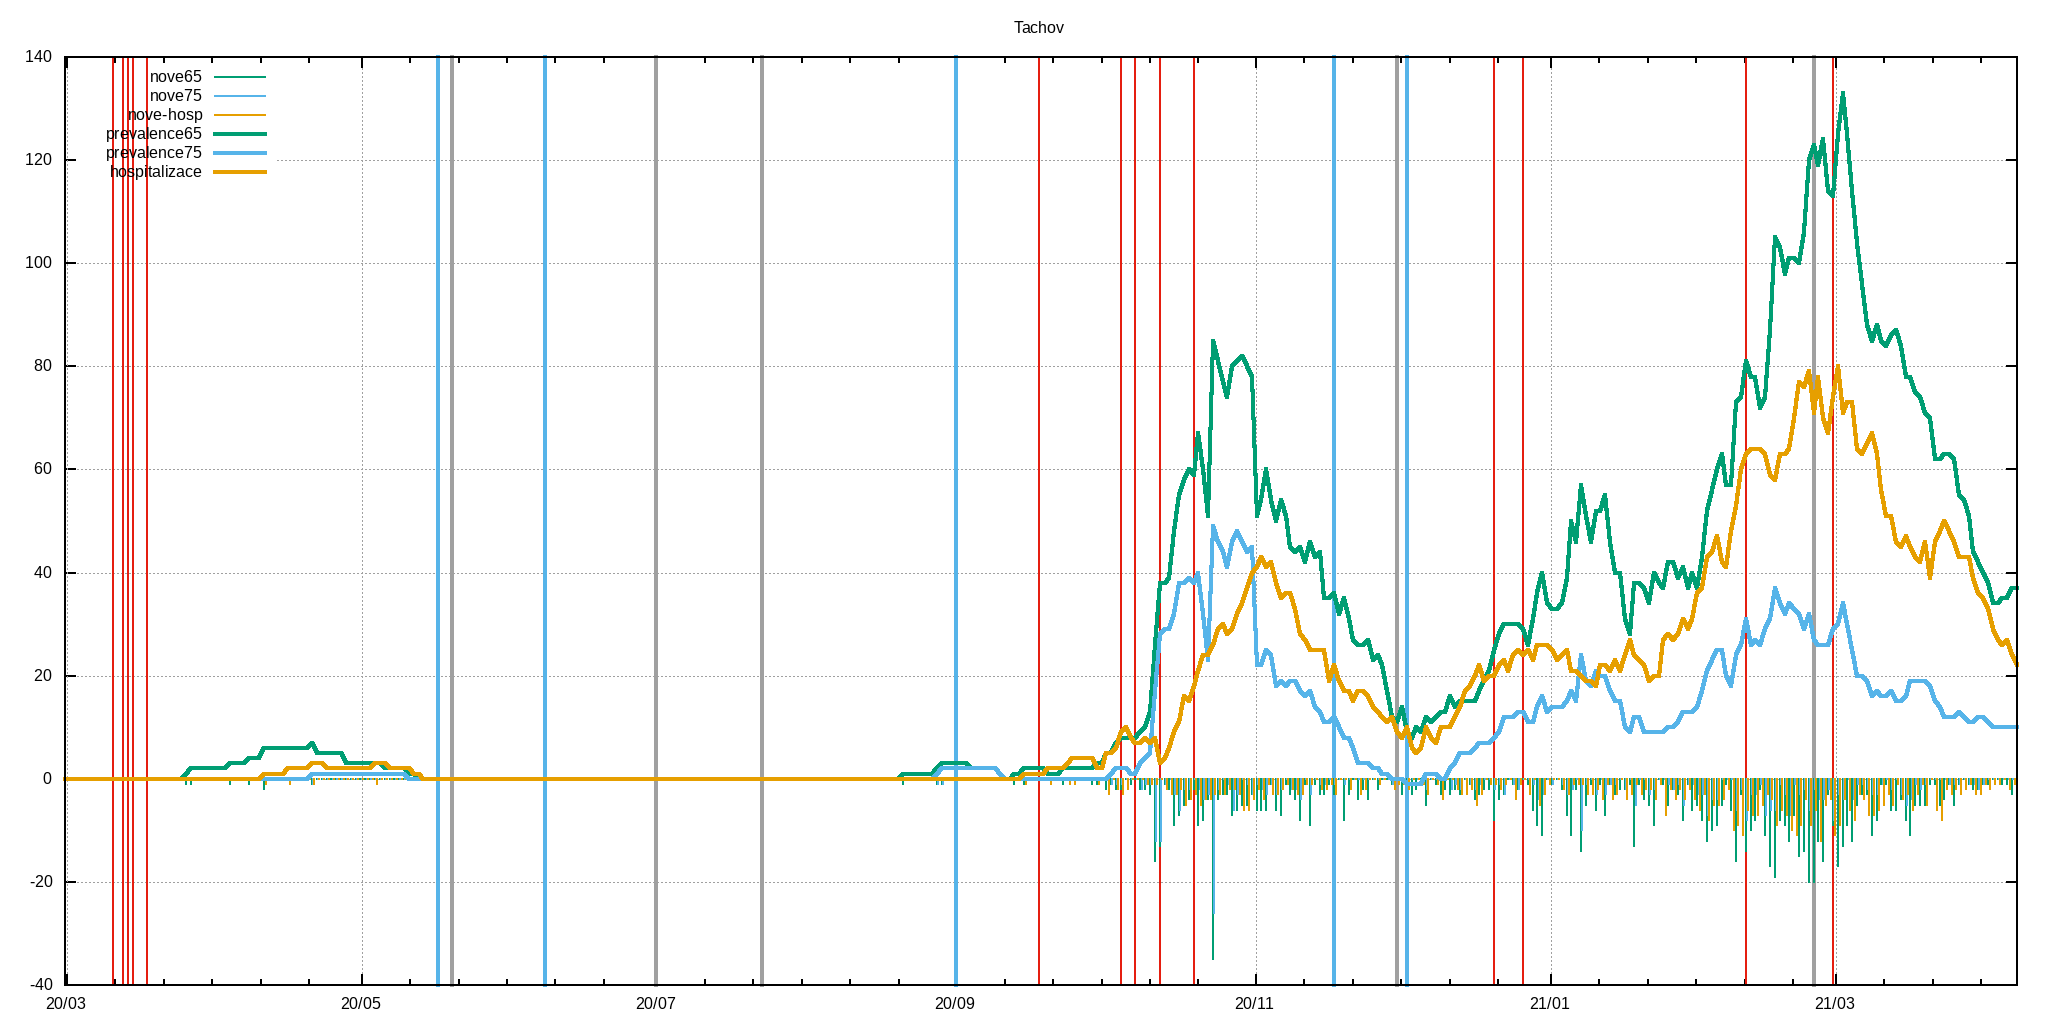 Tachov
140
120
100
80
60
40
20
0
-20
-40
nove65
nove75
nove-hosp
prevalence65
prevalence75
hospitalizace
20/03 20/05 20/07 20/09 20/11 21/01 21/03